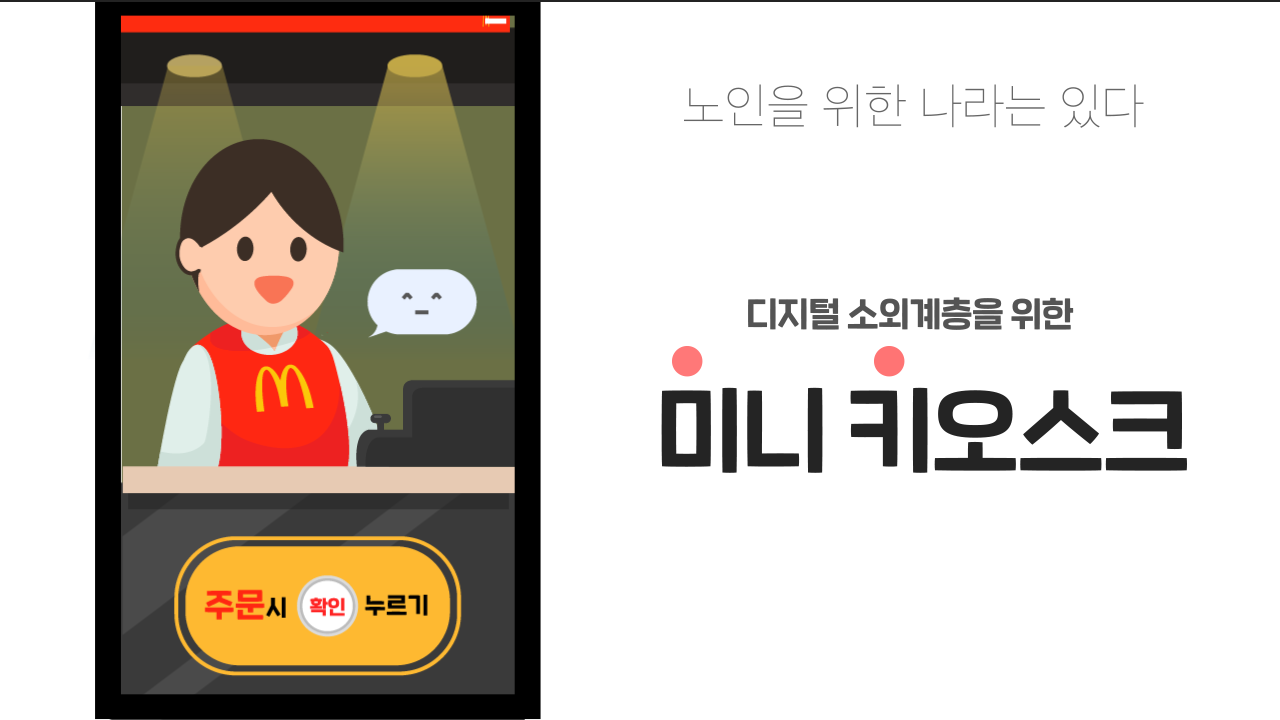 노인을 위한 나라는 있다
디지털 소외계층을 위한
미니 키오스크
주문시 확인 누르기